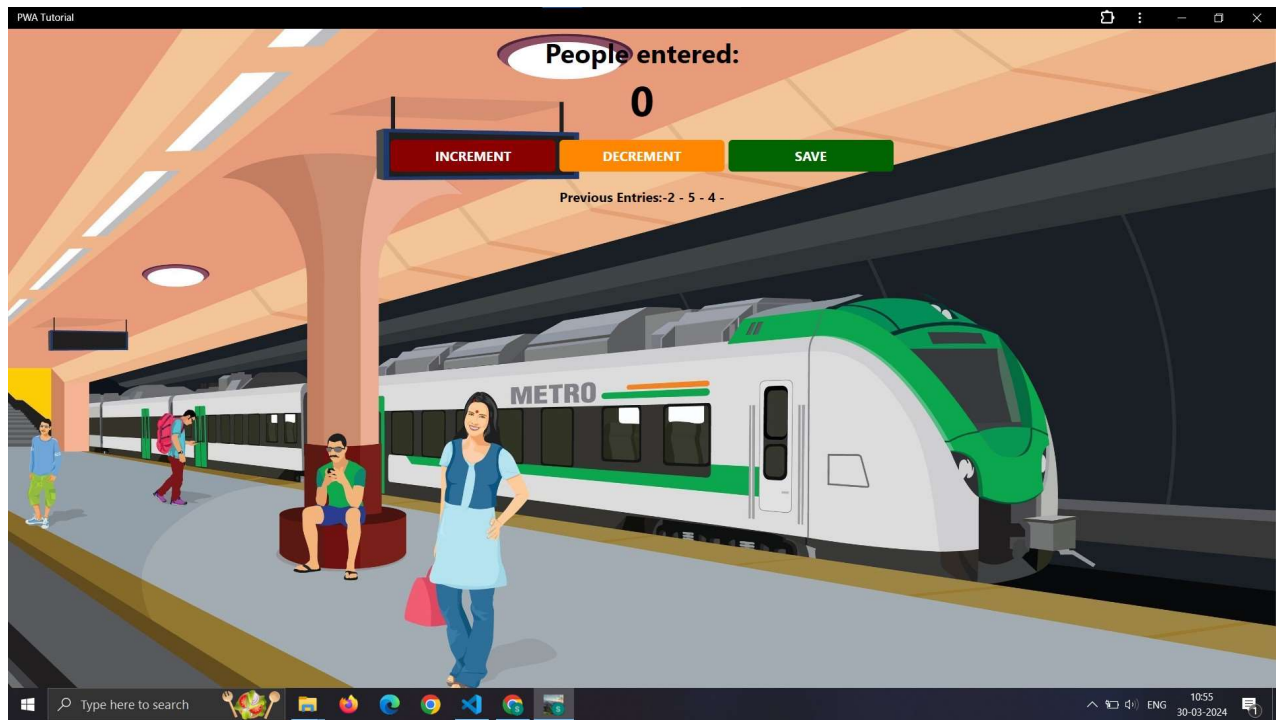 PWA Tutorial
People entered:
0
INCREMENT DECREMENT SAVE
Previous Entries:-2 - 5 - 4 -
METRO
Type here to search
ENG
10:55
30-03-2024
1